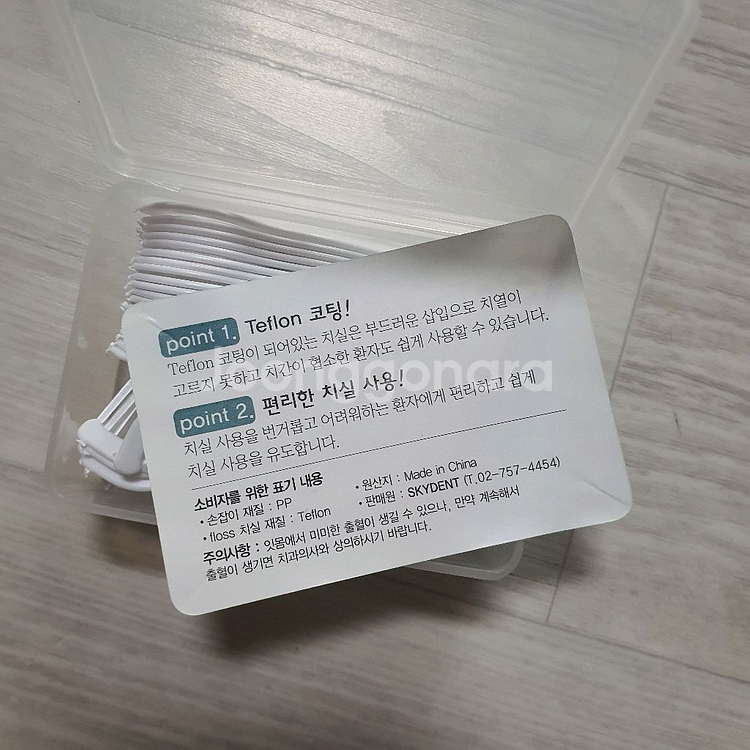 point 1. Teflon 코팅!
Teflon 코팅이 되어있는 치실은 부드러운 삽입으로 치열이
고르지 못하고 치간이 협소한 환자도 쉽게 사용할 수 있습니다.
joonggonara
point 2. 편리한 치실 사용!
치실 사용을 번거롭고 어려워하는 환자에게 편리하고 쉽게
치실 사용을 유도합니다.
소비자를 위한 표기 내용
• 손잡이 재질 : PP
• 원산지 : Made in China
• floss 치실 재질 : Teflon
• 판매원 : SKYDENT (T.02-757-4454)
주의사항 : 잇몸에서 미미한 출혈이 생길 수 있으나, 만약 계속해서
출혈이 생기면 치과의사와 상의하시기 바랍니다.